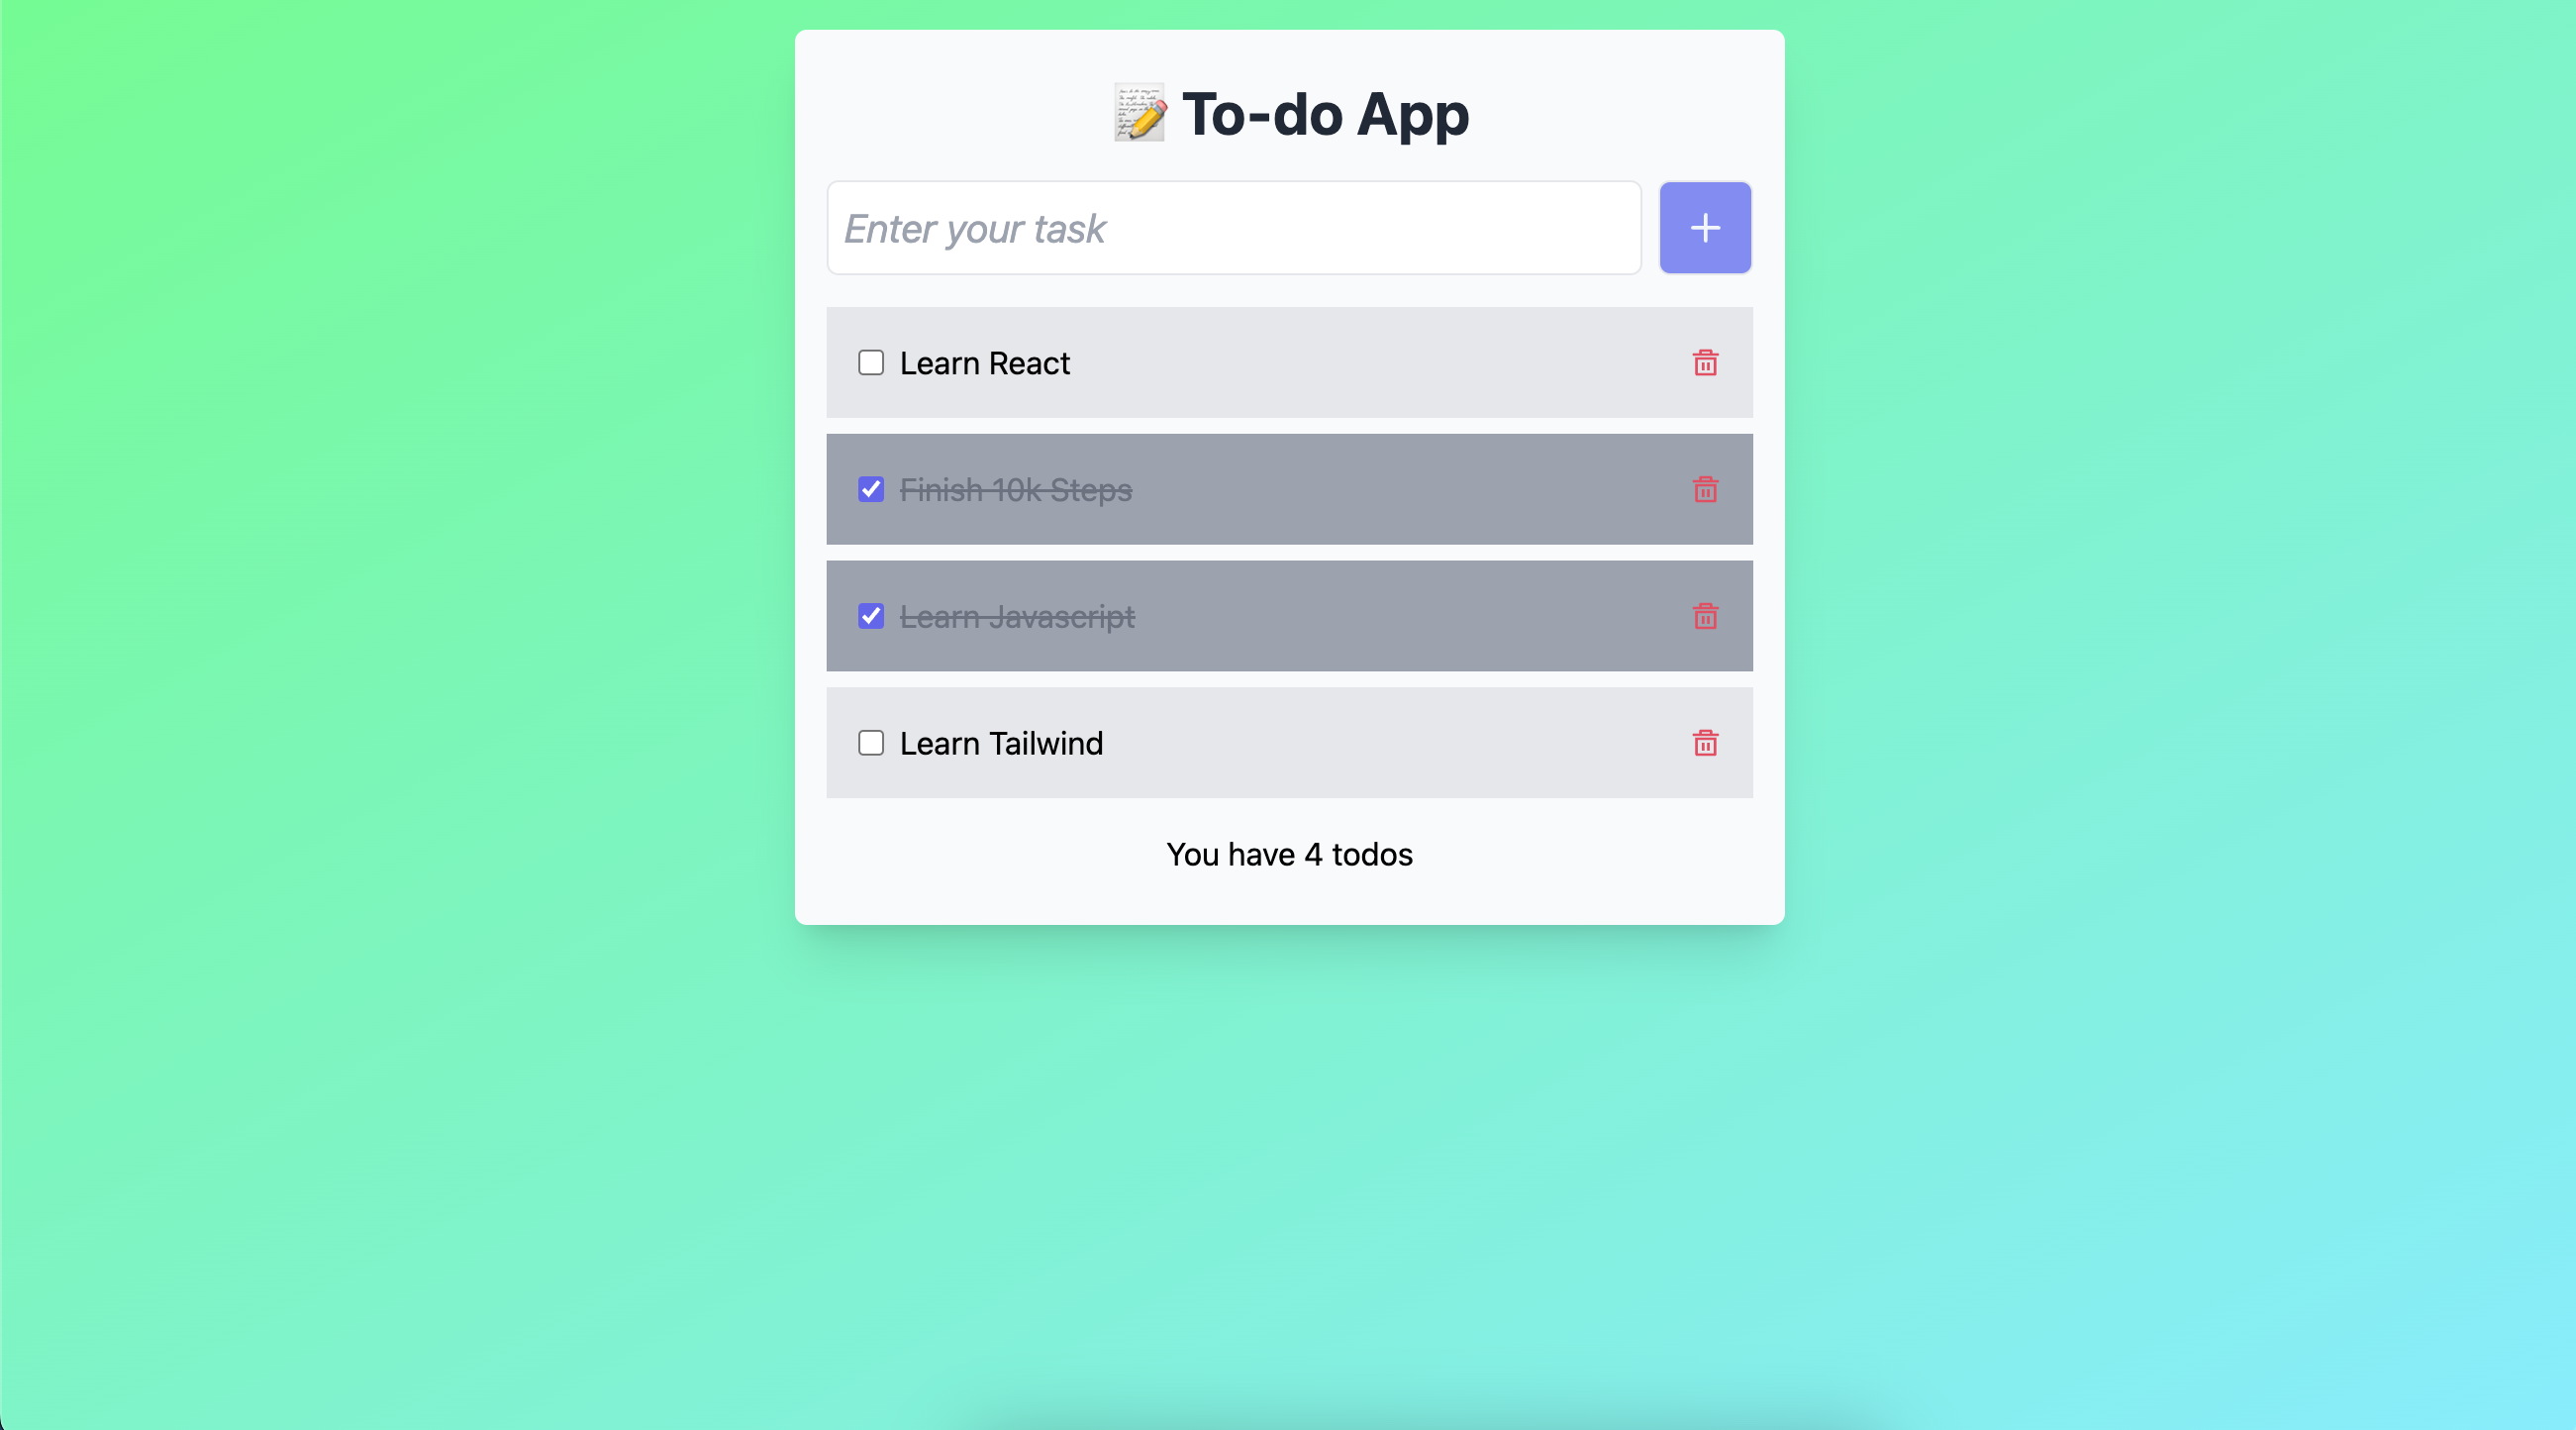 To-do App
Enter your task
Learn React
Finish 10k Steps
Learn Javascript
Learn Tailwind
You have 4 todos